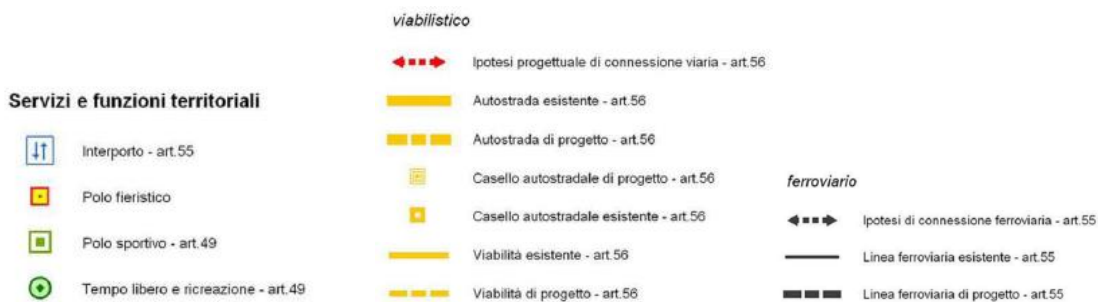 Servizi e funzioni territoriali
Interporto - art.55
Polo fieristico
Polo sportivo - art.49
Tempo libero e ricreazione - art.49
viabilistico
Ipotesi progettuale di connessione viaria - art.56
Autostrada esistente - art.56
Autostrada di progetto - art.56
Casello autostradale di progetto - art.56
Casello autostradale esistente - art.56
Viabilità esistente - art.56
Viabilità di progetto - art.56
ferroviario
Ipotesi di connessione ferroviaria - art.55
Linea ferroviaria esistente - art.55
Linea ferroviaria di progetto - art.55